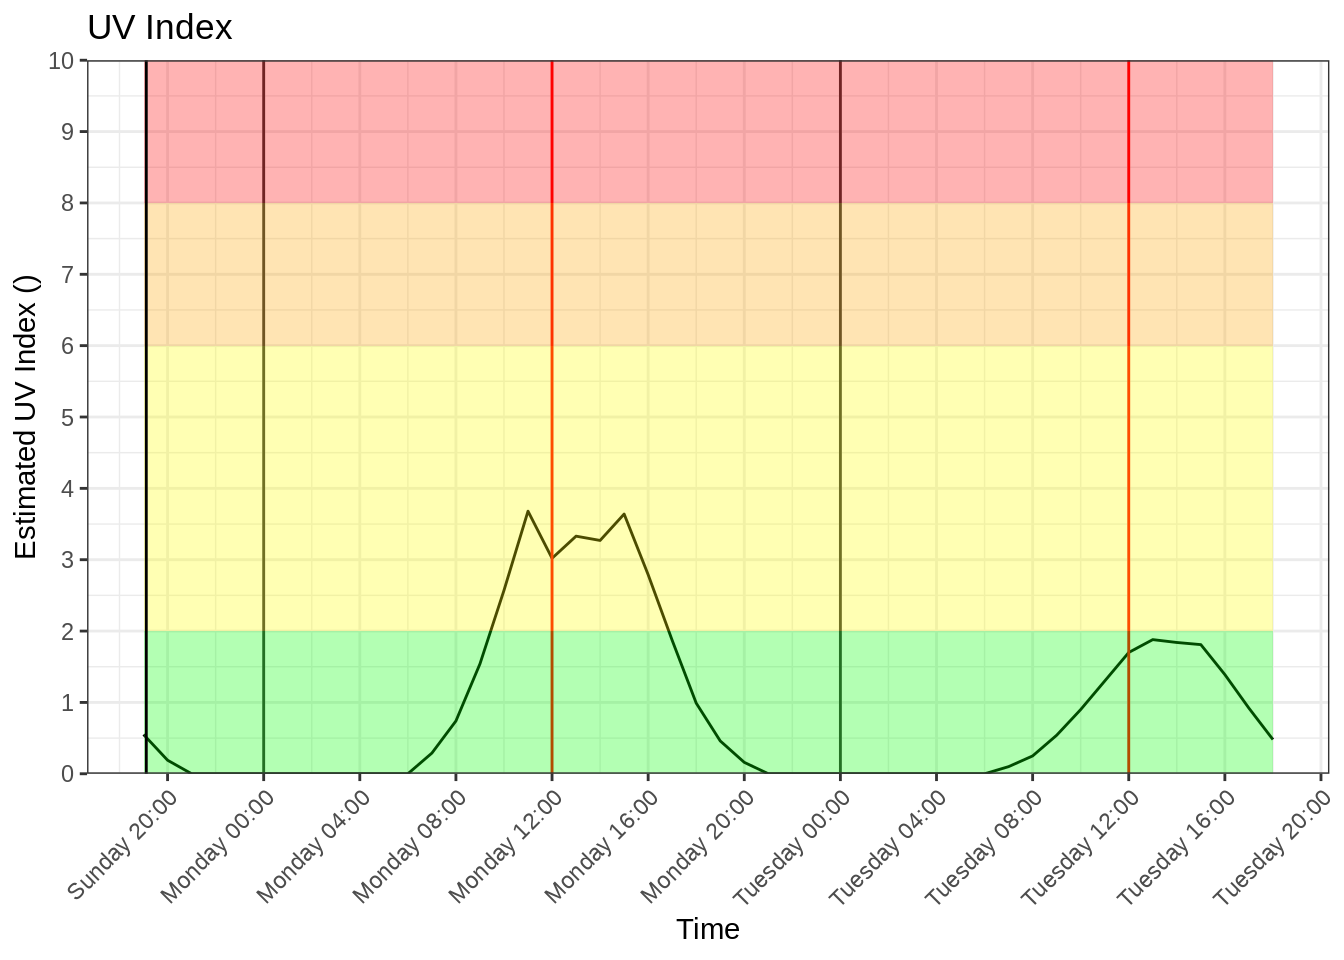 UV Index
Estimated UV Index ()
10
9
8
7
6
5
4
3
2
1
0
Sunday 20:00
Monday 00:00
Monday 04:00
Monday 08:00
Monday 12:00
Monday 16:00
Monday 20:00
Tuesday 00:00
Tuesday 04:00
Tuesday 08:00
Tuesday 12:00
Tuesday 16:00
Tuesday 20:00
Time